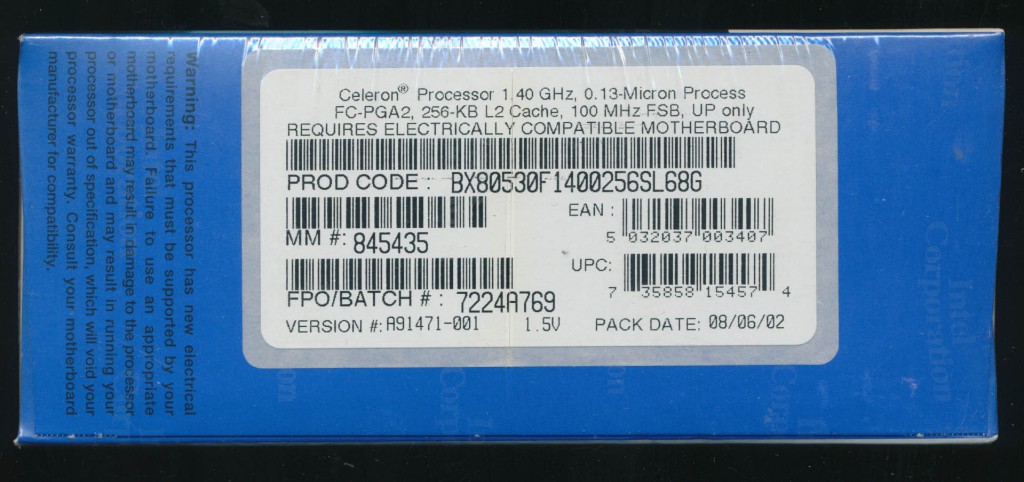 Celeron® Processor 1.40 GHz, 0.13-Micron Process
FC-PGA2, 256-KB L2 Cache, 100 MHz FSB, UP only
REQUIRES ELECTRICALLY COMPATIBLE MOTHERBOARD
PROD CODE : BX80530F1400256SL68G
MM #: 845435
EAN :
5 032037 003407
UPC:
7 35858 15457 4
FPO/BATCH # : 7224A769
VERSION #: A91471-001 1.5V PACK DATE: 08/06/02
Warning: This processor has new electrical
requirements that must be supported by your
motherboard. Failure to use an appropriate
motherboard may result in damage to the processor
or motherboard and may result in running your
processor out of specification, which will void your
processor warranty. Consult your motherboard
manufacturer for compatibility.
Intel
Corporation